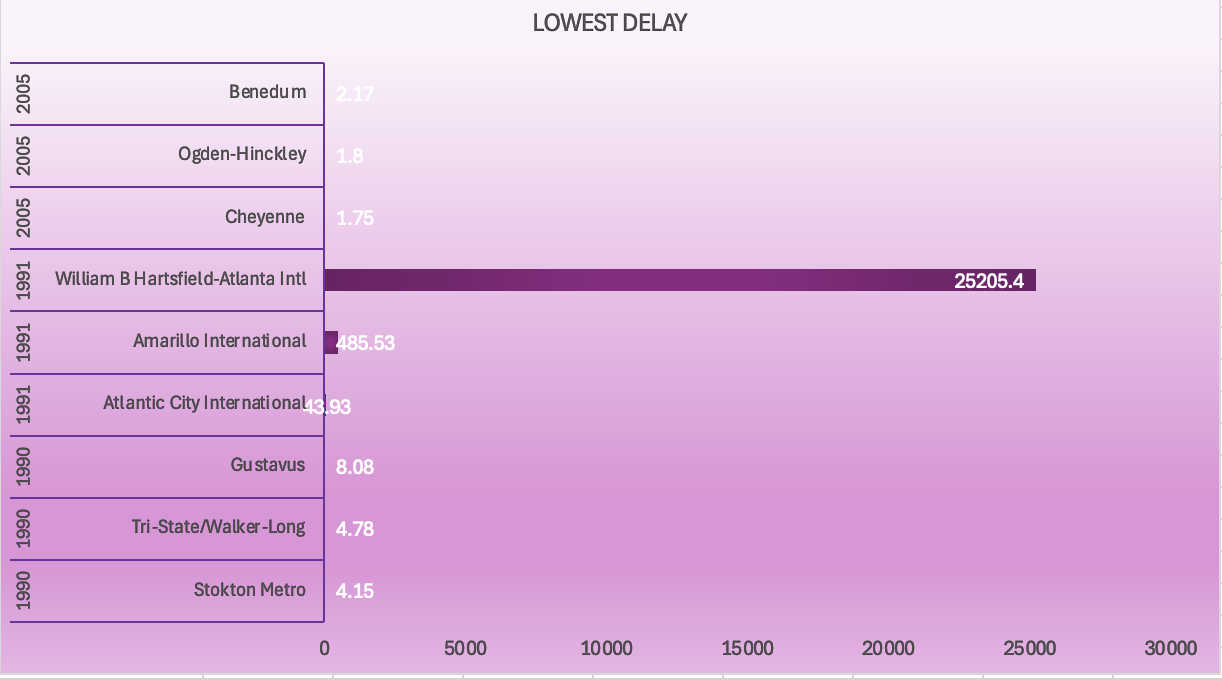 LOWEST DELAY
2005 Benedum 2.17
2005 Ogden-Hinckley 1.8
2005 Cheyenne 1.75
1991 William B Hartsfield-Atlanta Intl 25205.4
1991 Amarillo International 485.53
1991 Atlantic City International 43.93
1990 Gustavus 8.08
1990 Tri-State/Walker-Long 4.78
1990 Stokton Metro 4.15
0 5000 10000 15000 20000 25000 30000